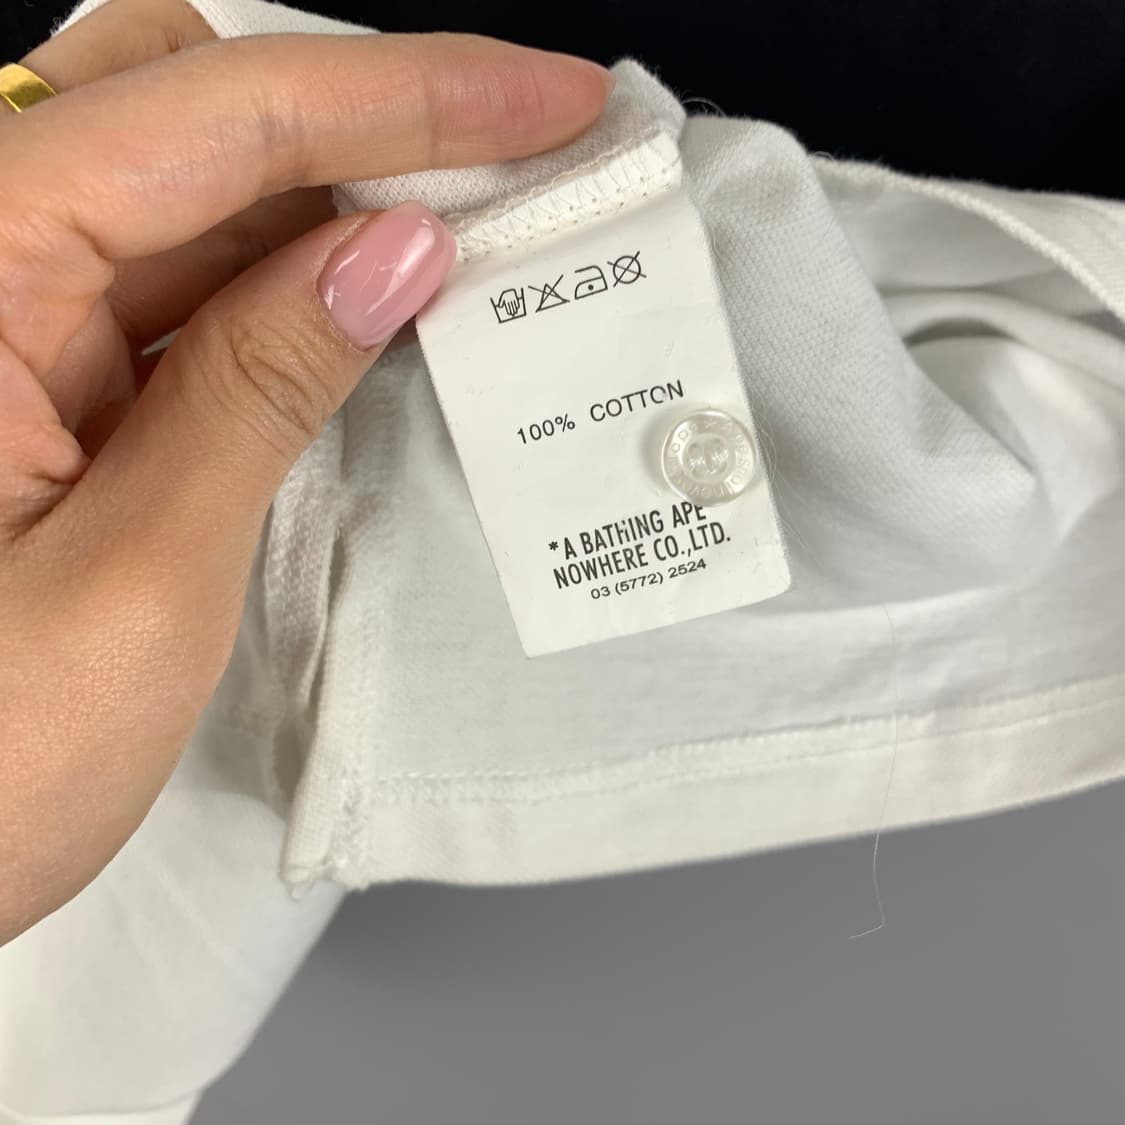 100% COTTON
*A BATHING APE
NOWHERE CO.,LTD.
03 (5772) 2524